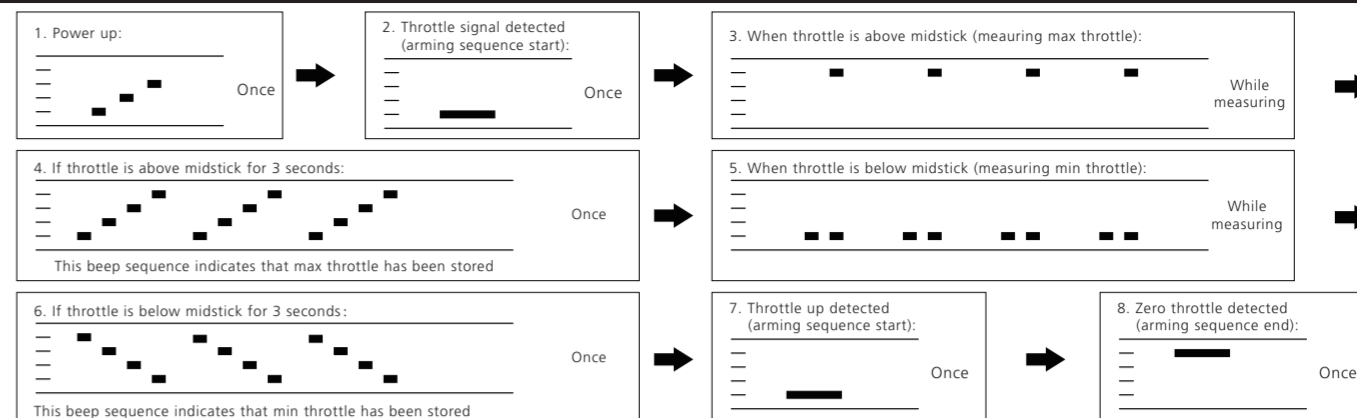 1. Power up:
Once
2. Throttle signal detected
(arming sequence start):
Once
3. When throttle is above midstick (meauring max throttle):
While
measuring
4. If throttle is above midstick for 3 seconds:
Once
This beep sequence indicates that max throttle has been stored
5. When throttle is below midstick (measuring min throttle):
While
measuring
6. If throttle is below midstick for 3 seconds:
Once
This beep sequence indicates that min throttle has been stored
7. Throttle up detected
(arming sequence start):
Once
8. Zero throttle detected
(arming sequence end):
Once